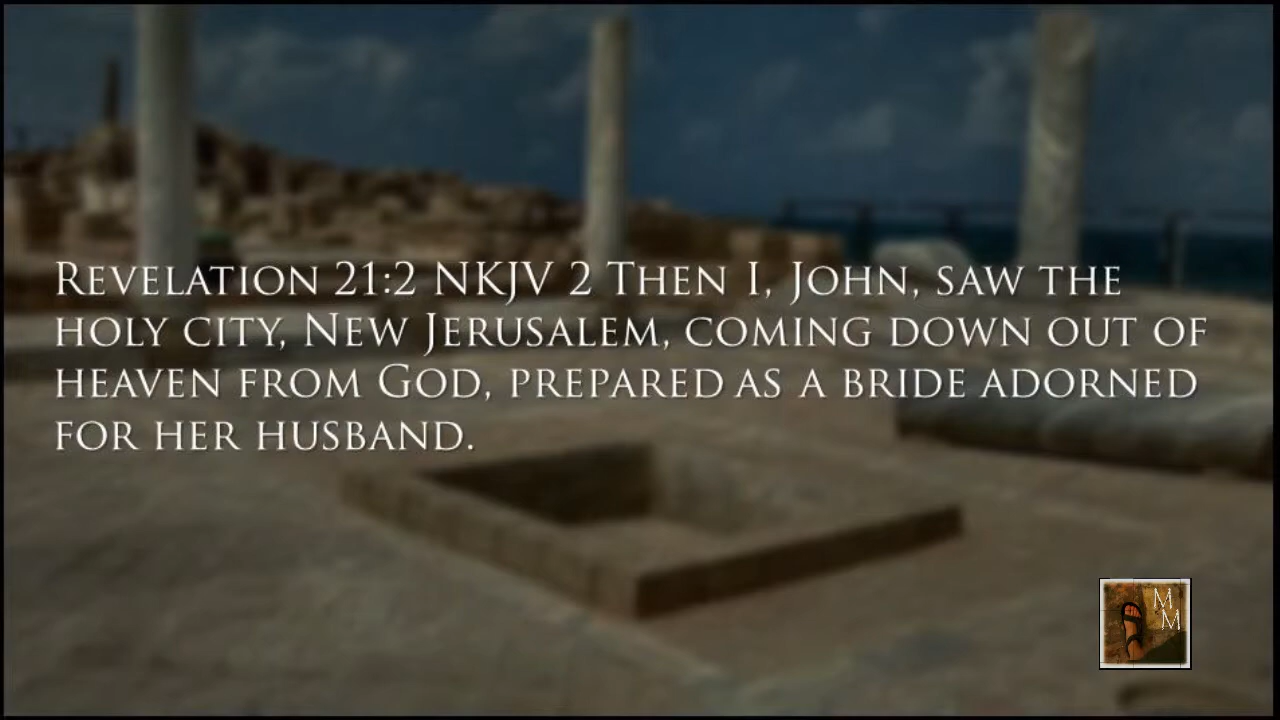 Revelation 21:2 NKJV 2 Then I, John, saw the
holy city, New Jerusalem, coming down out of
heaven from God, prepared as a bride adorned
for her husband.
M
M